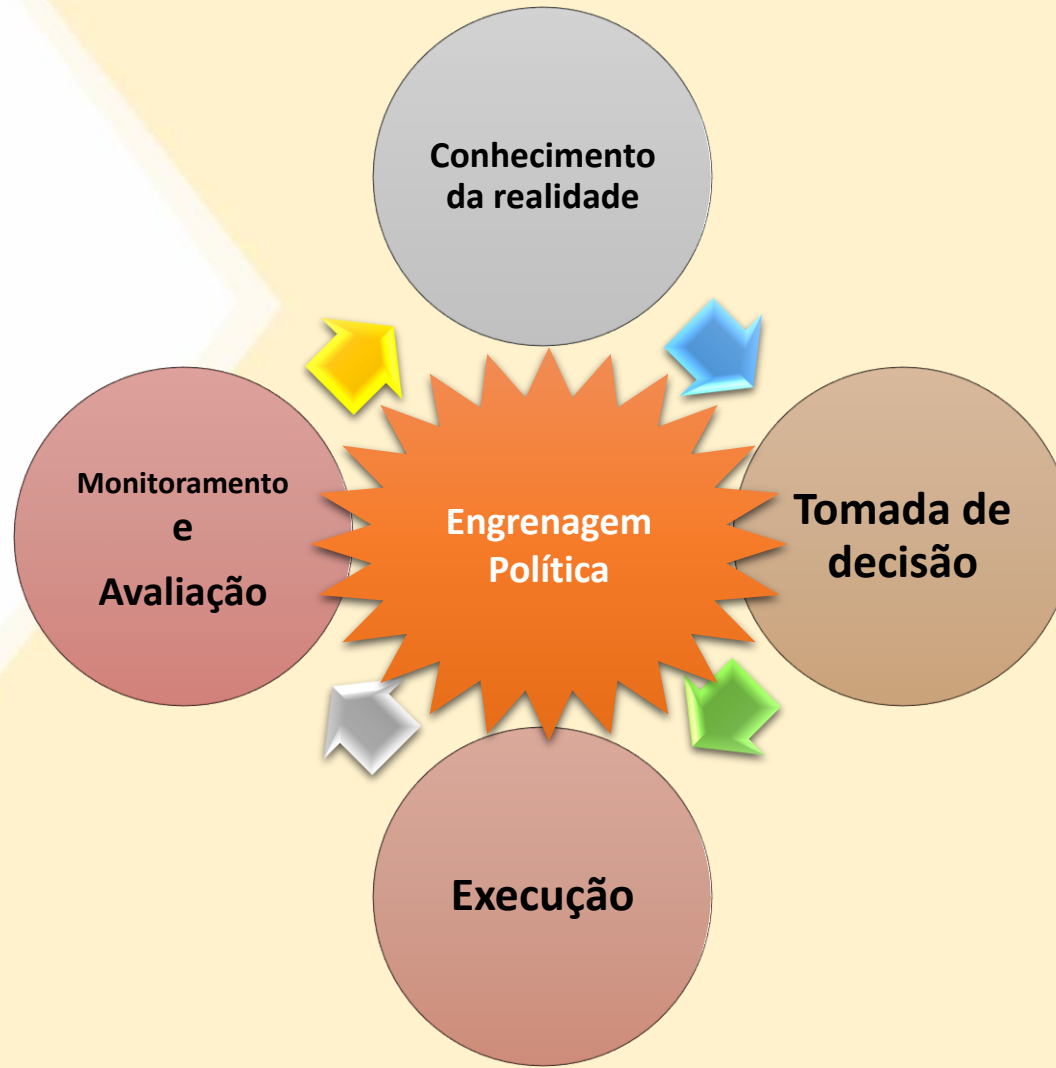 Conhecimento
da realidade
Monitoramento
e
Avaliação
Engrenagem
Política
Tomada de
decisão
Execução